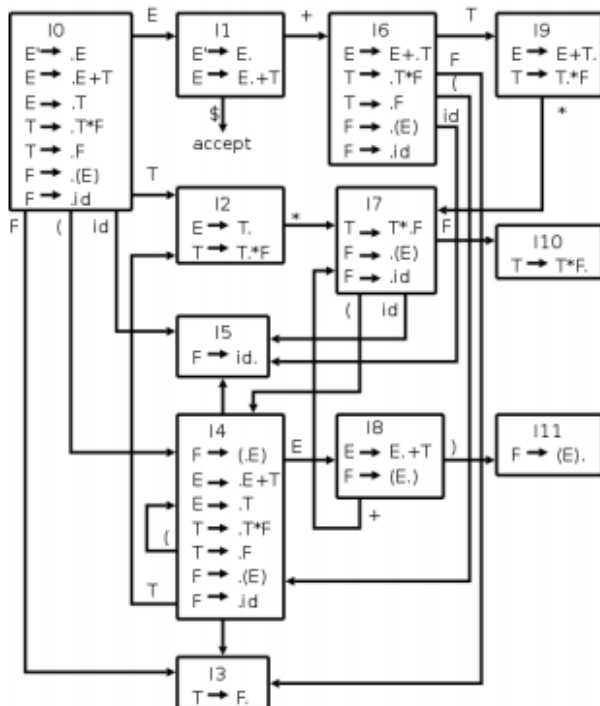 I0
E' → .E
E → .E+T
E → .T
T → .T*F
T → .F
F → .(E)
F → .id
E
I1
E' → E.
E → E.+T
$
accept
+
I6
E → E+.T
T → .T*F
T → .F
F → .(E)
F → .id
T
F
(
id
I9
E → E+T.
T → T.*F
*
T
I2
E → T.
T → T.*F
*
I7
T → T*.F
F → .(E)
F → .id
F
I10
T → T*F.
F
(
id
I5
F → id.
(
id
I4
F → (.E)
E → .E+T
E → .T
T → .T*F
T → .F
F → .(E)
F → .id
(
T
E
I8
E → E.+T
F → (E.)
+
)
I11
F → (E).
I3
T → F.